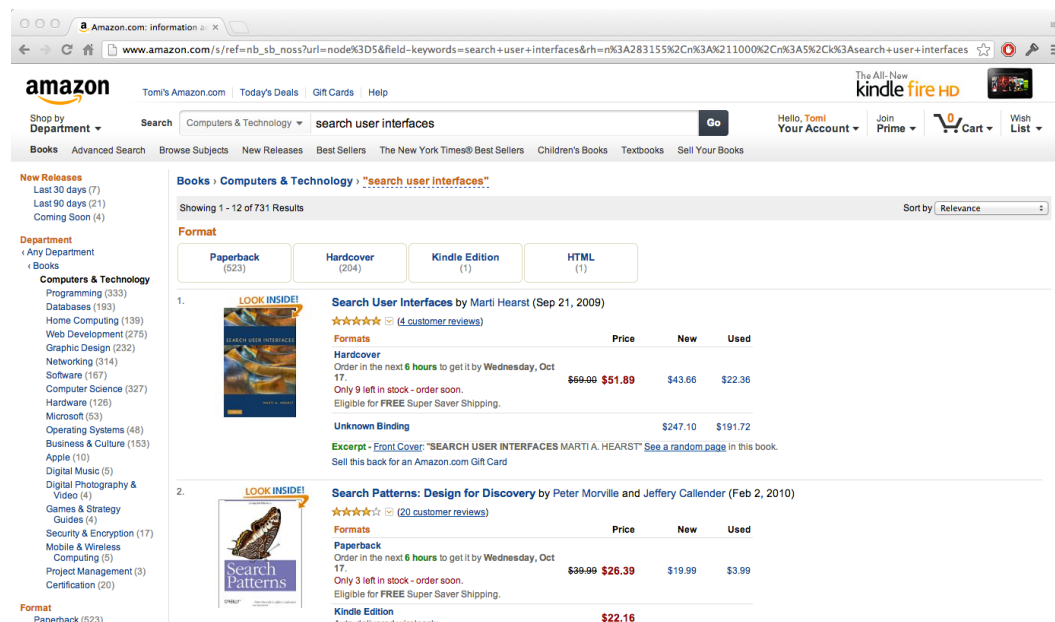 Amazon.com: information ac
www.amazon.com/s/ref=nb_sb_noss?url=node%3D5&field-keywords=search+user+interfaces&rh=n%3A283155%2Cn%3A%211000%2Cn%3A5%2Ck%3Asearch+user+interfaces
amazon
Tomi's Amazon.com Today's Deals Gift Cards Help
The All-New
kindle fire HD
Shop by
Department
Search Computers & Technology search user interfaces Go
Hello, Tomi
Your Account
Join
Prime
0
Cart
Wish
List
Books Advanced Search Browse Subjects New Releases Best Sellers The New York Times® Best Sellers Children's Books Textbooks Sell Your Books
New Releases
Last 30 days (7)
Last 90 days (21)
Coming Soon (4)
Department
‹ Any Department
‹ Books
Computers & Technology
Programming (333)
Databases (193)
Home Computing (139)
Web Development (275)
Graphic Design (232)
Networking (314)
Software (167)
Computer Science (327)
Hardware (126)
Microsoft (53)
Operating Systems (48)
Business & Culture (153)
Apple (10)
Digital Music (5)
Digital Photography &
Video (4)
Games & Strategy
Guides (4)
Security & Encryption (17)
Mobile & Wireless
Computing (5)
Project Management (3)
Certification (20)
Format
Paperback (523)
Books › Computers & Technology › "search user interfaces"
Showing 1 - 12 of 731 Results
Sort by Relevance
Format
Paperback
(523)
Hardcover
(204)
Kindle Edition
(1)
HTML
(1)
1.
LOOK INSIDE!
SEARCH USER INTERFACES
Search User Interfaces by Marti Hearst (Sep 21, 2009)
(4 customer reviews)
Formats Price New Used
Hardcover
Order in the next 6 hours to get it by Wednesday, Oct
17.
$59.00 $51.89 $43.66 $22.36
Only 9 left in stock - order soon.
Eligible for FREE Super Saver Shipping.
Unknown Binding $247.10 $191.72
Excerpt - Front Cover: "SEARCH USER INTERFACES MARTI A. HEARST" See a random page in this book.
Sell this back for an Amazon.com Gift Card
2.
LOOK INSIDE!
Search
Patterns
Search Patterns: Design for Discovery by Peter Morville and Jeffery Callender (Feb 2, 2010)
(20 customer reviews)
Formats Price New Used
Paperback
Order in the next 6 hours to get it by Wednesday, Oct
17.
$39.99 $26.39 $19.99 $3.99
Only 3 left in stock - order soon.
Eligible for FREE Super Saver Shipping.
Kindle Edition
$22.16